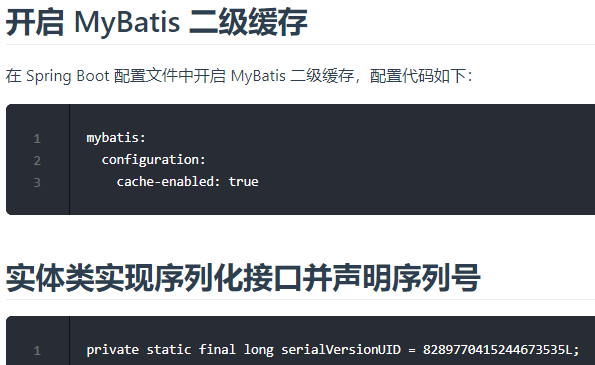 开启 MyBatis 二级缓存
在 Spring Boot 配置文件中开启 MyBatis 二级缓存，配置代码如下：
1 mybatis:
2   configuration:
3     cache-enabled: true
实体类实现序列化接口并声明序列号
1 private static final long serialVersionUID = 8289770415244673535L;